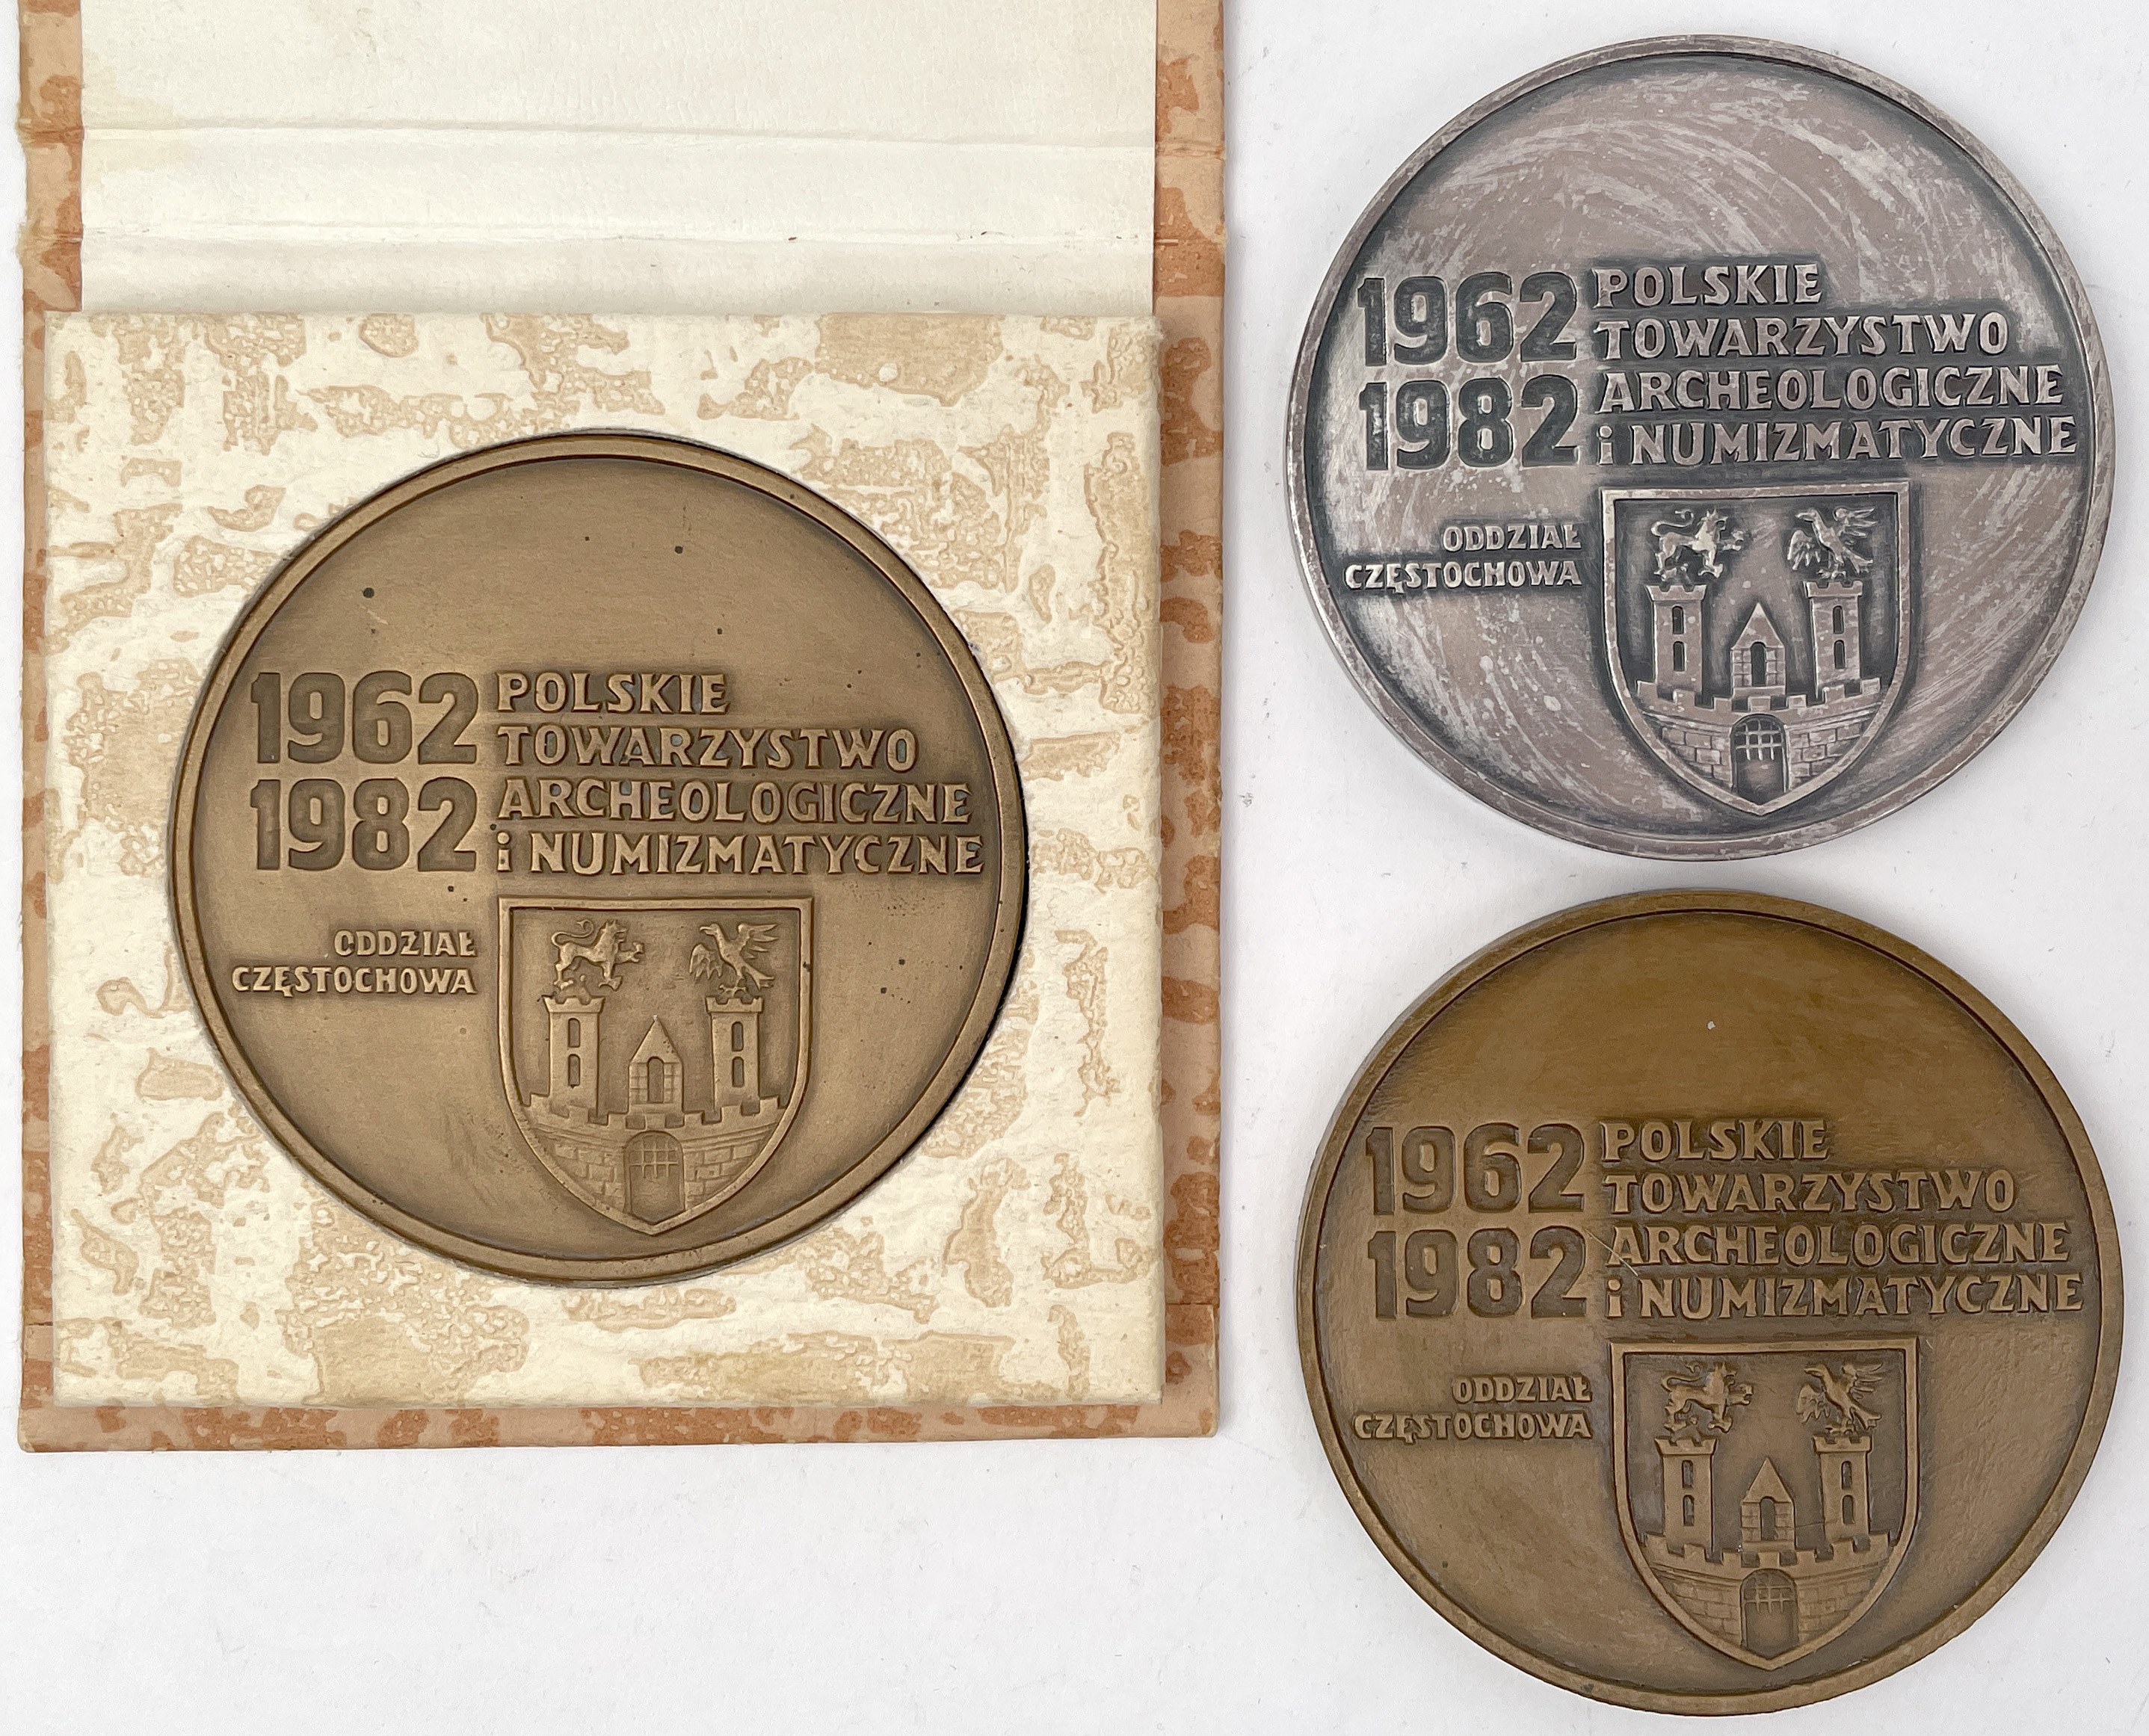 1962 POLSKIE
TOWARZYSTWO
1982 ARCHEOLOGICZNE
i NUMIZMATYCZNE
ODDZIAŁ
CZĘSTOCHOWA
1962 POLSKIE
TOWARZYSTWO
1982 ARCHEOLOGICZNE
i NUMIZMATYCZNE
ODDZIAŁ
CZĘSTOCHOWA
1962 POLSKIE
TOWARZYSTWO
1982 ARCHEOLOGICZNE
i NUMIZMATYCZNE
ODDZIAŁ
CZĘSTOCHOWA